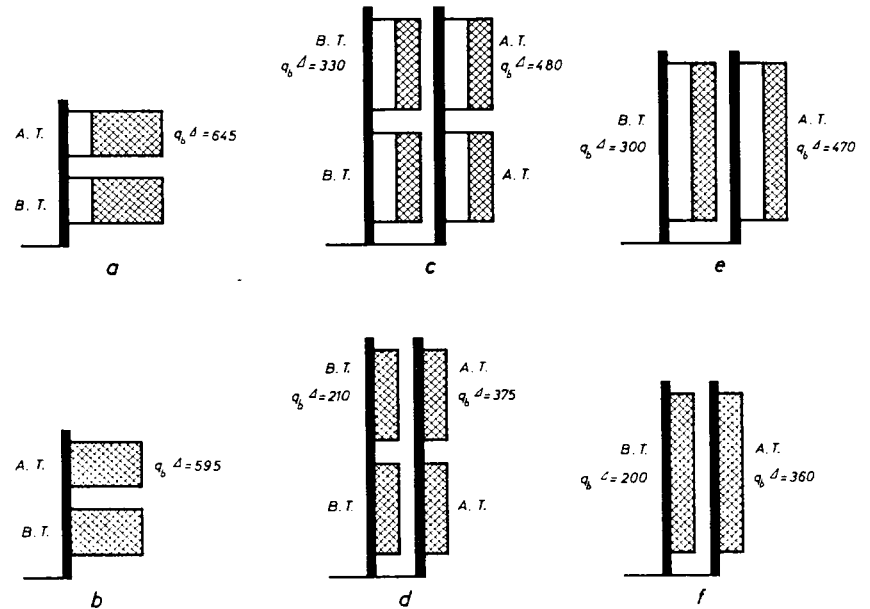 A. T.
q_b Δ=645
B. T.
a
B. T.
q_b Δ=330
A. T.
q_b Δ=480
B. T.
A. T.
c
B. T.
q_b Δ=300
A. T.
q_b Δ=470
e
A. T.
q_b Δ=595
B. T.
b
B. T.
q_b Δ=210
A. T.
q_b Δ=375
B. T.
A. T.
d
B. T.
q_b Δ=200
A. T.
q_b Δ=360
f